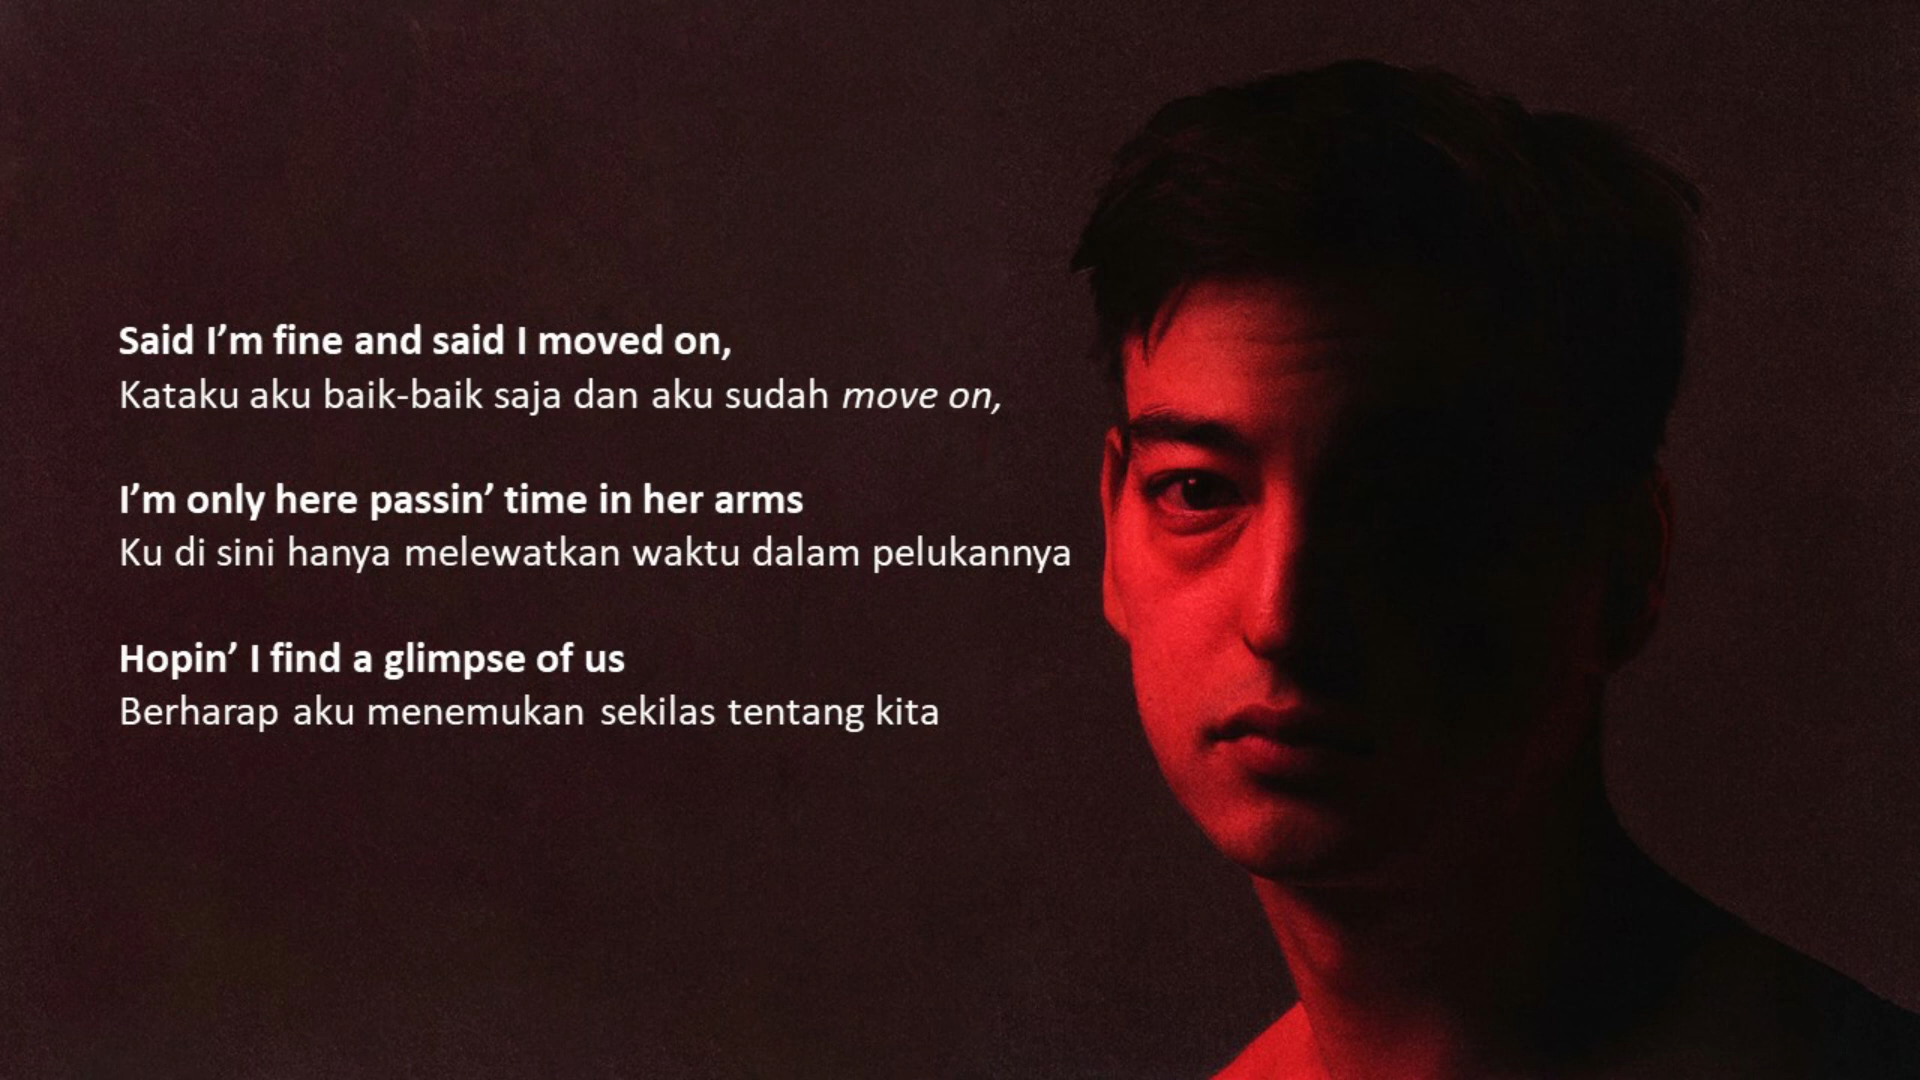 Said I’m fine and said I moved on,
Kataku aku baik-baik saja dan aku sudah move on,
I’m only here passin’ time in her arms
Ku di sini hanya melewatkan waktu dalam pelukannya
Hopin’ I find a glimpse of us
Berharap aku menemukan sekilas tentang kita